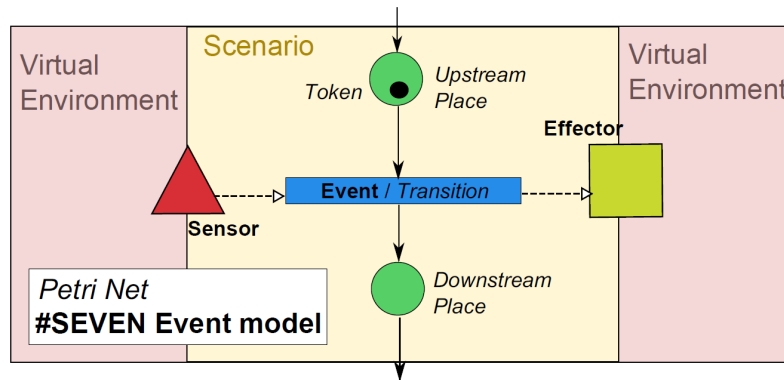 Virtual
Environment
Scenario
Virtual
Environment
Token
Upstream
Place
Effector
Event / Transition
Sensor
Downstream
Place
Petri Net
#SEVEN Event model